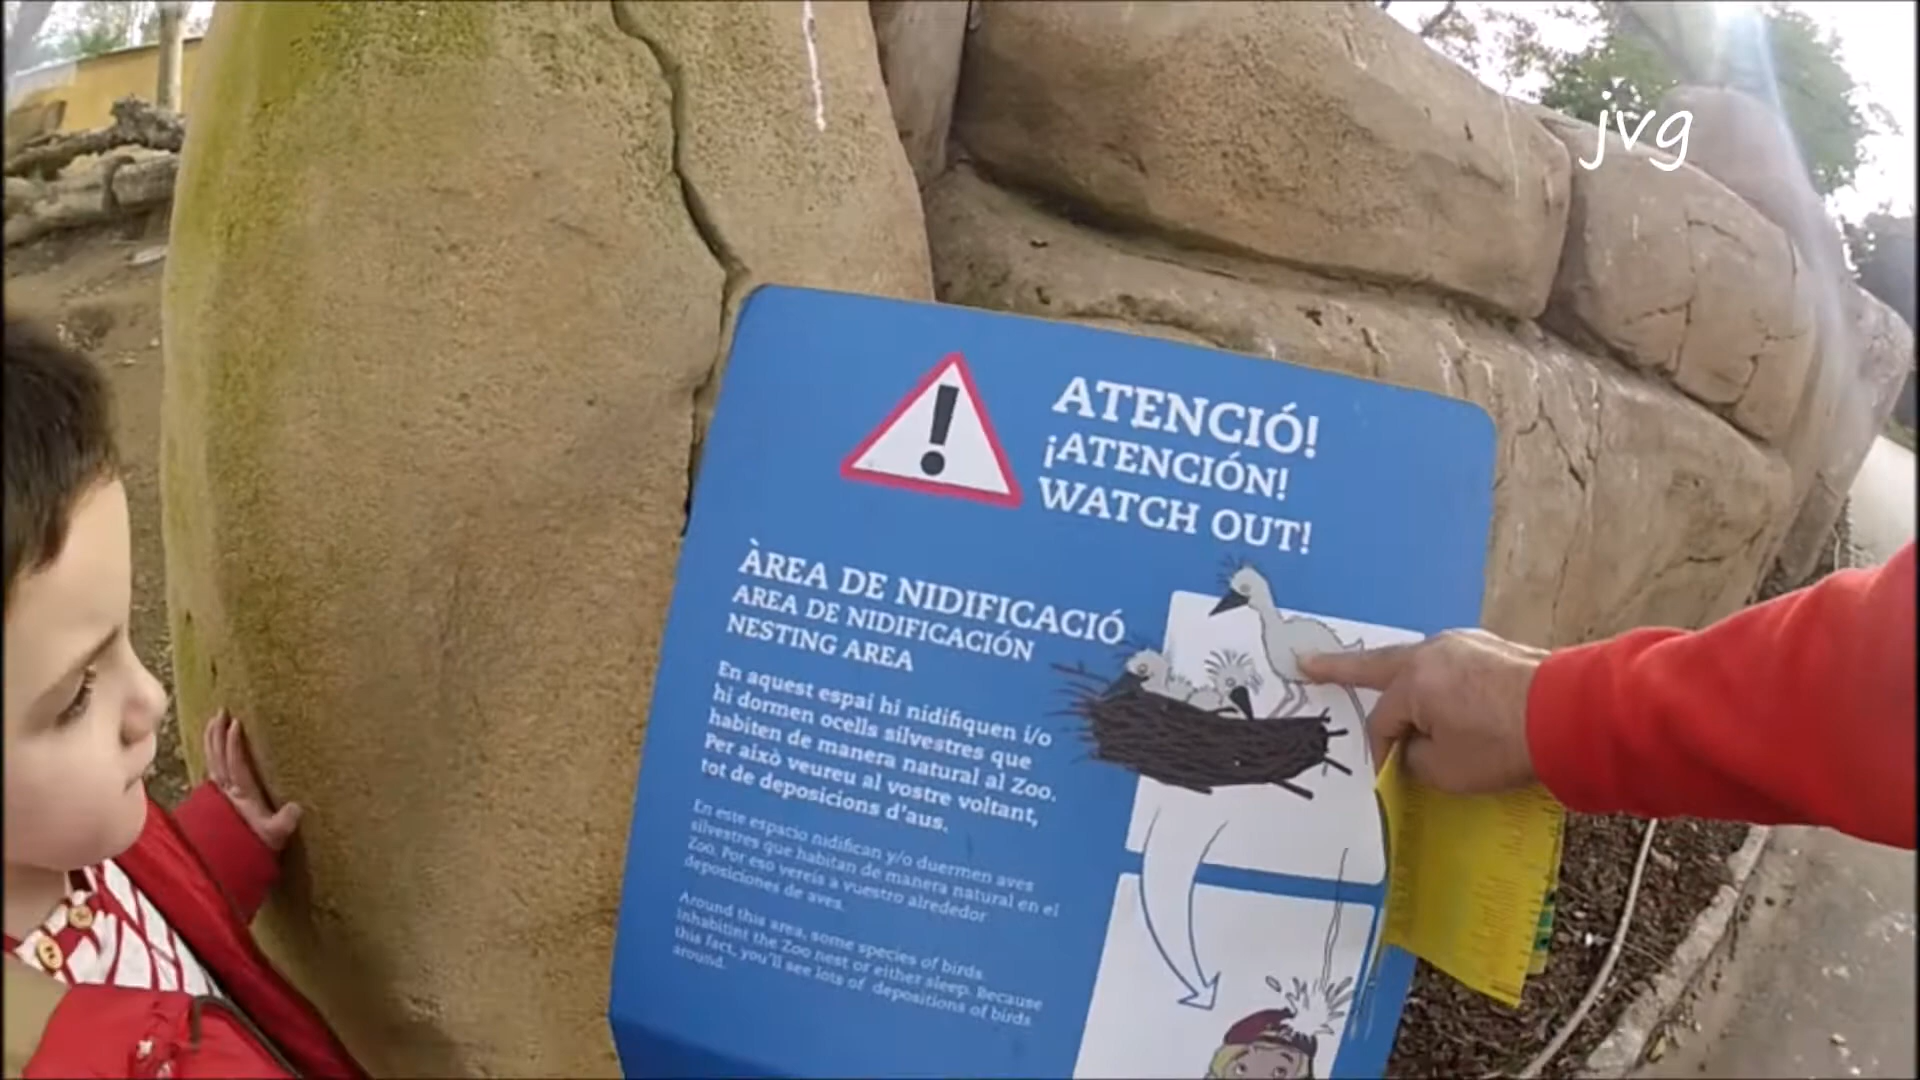 jvg
ATENCIÓ!
¡ATENCIÓN!
WATCH OUT!
ÀREA DE NIDIFICACIÓ
AREA DE NIDIFICACIÓN
NESTING AREA
En aquest espai hi nidifiquen i/o
hi dormen ocells silvestres que
habiten de manera natural al Zoo.
Per això veureu al vostre voltant,
tot de deposicions d'aus.
En este espacio nidifican y/o duermen aves
silvestres que habitan de manera natural en el
Zoo. Por eso vereis a vuestro alrededor
deposiciones de aves.
Around this area, some species of birds
inhabitint the Zoo nest or either sleep. Because
this fact, you'll see lots of depositions of birds
around.